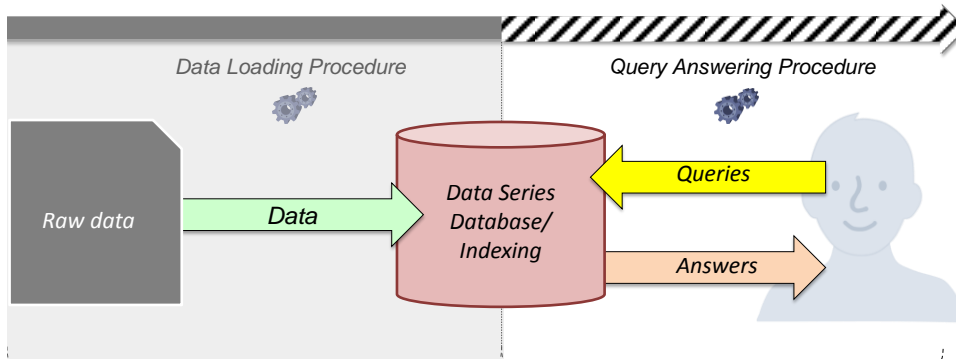 Data Loading Procedure
Query Answering Procedure
Raw data
Data
Data Series
Database/
Indexing
Queries
Answers